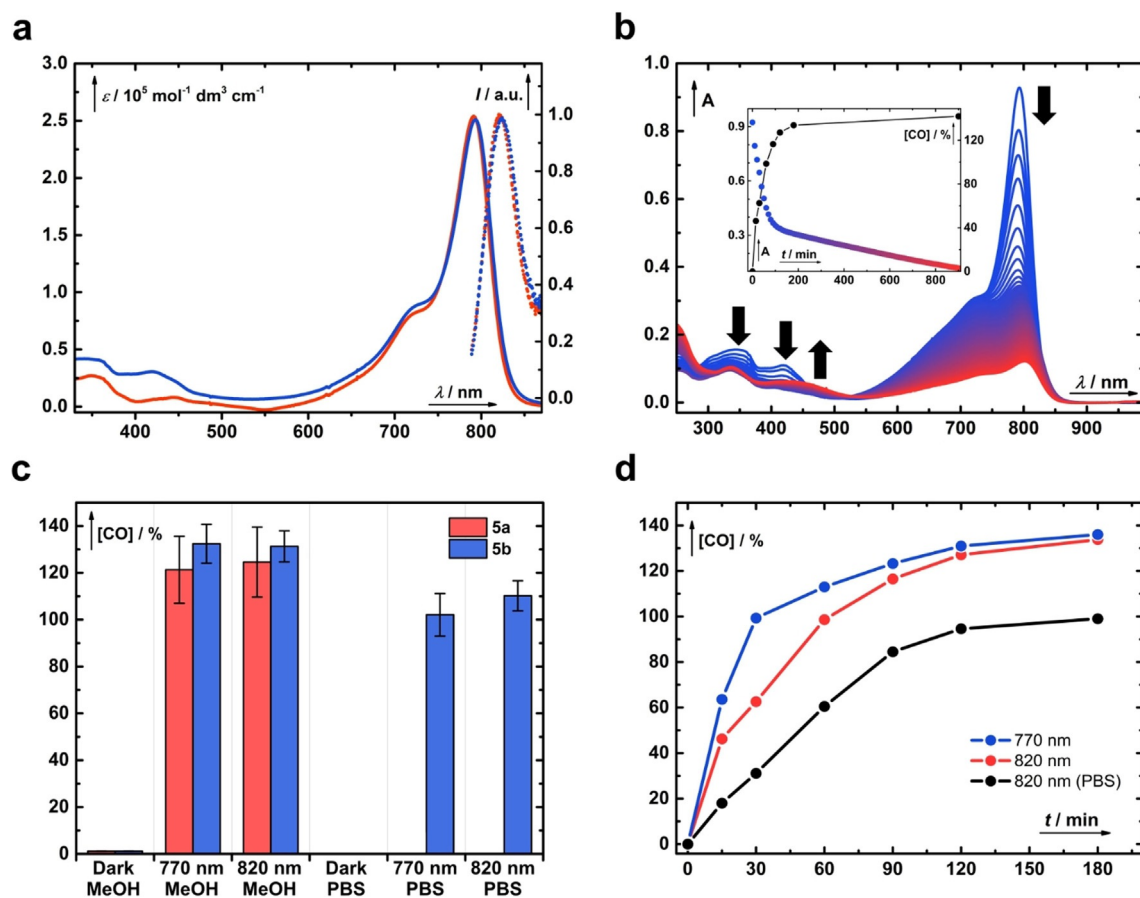 a
ε / 10⁵ mol⁻¹ dm³ cm⁻¹
I / a.u.
3.0
2.5
2.0
1.5
1.0
0.5
0.0
1.0
0.8
0.6
0.4
0.2
0.0
λ / nm
400 500 600 700 800
b
A
1.0
0.8
0.6
0.4
0.2
0.0
0.9
0.6
0.3
[CO] / %
120
80
40
0
A
t / min
0 200 400 600 800
λ / nm
300 400 500 600 700 800 900
c
[CO] / %
5a
5b
140
120
100
80
60
40
20
0
Dark 770 nm 820 nm Dark 770 nm 820 nm
MeOH MeOH MeOH PBS PBS PBS
d
[CO] / %
140
120
100
80
60
40
20
0
770 nm
820 nm
820 nm (PBS)
t / min
0 30 60 90 120 150 180